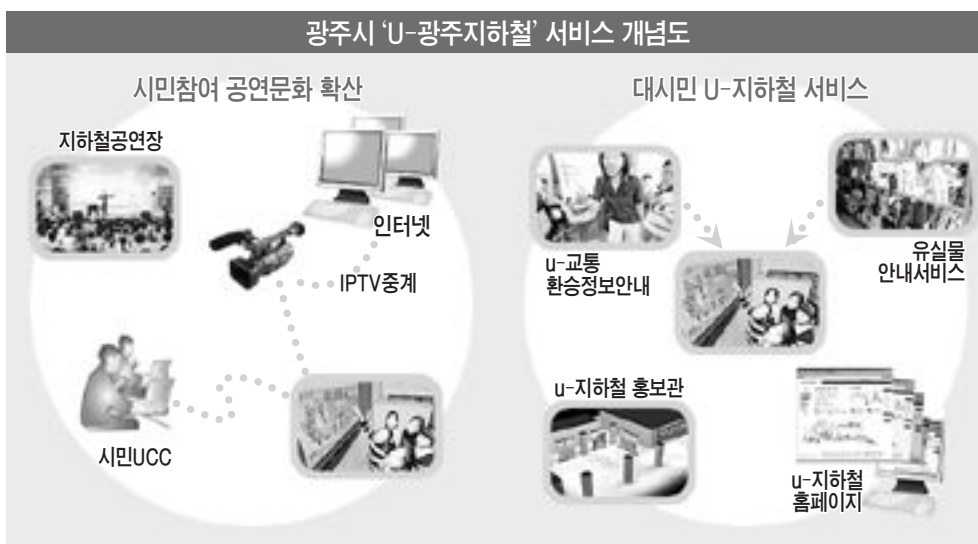 광주시 ‘U-광주지하철’ 서비스 개념도
시민참여 공연문화 확산
지하철공연장
인터넷
IPTV중계
시민UCC
대시민 U-지하철 서비스
u-교통
환승정보안내
유실물
안내서비스
u-지하철 홍보관
u-지하철
홈페이지